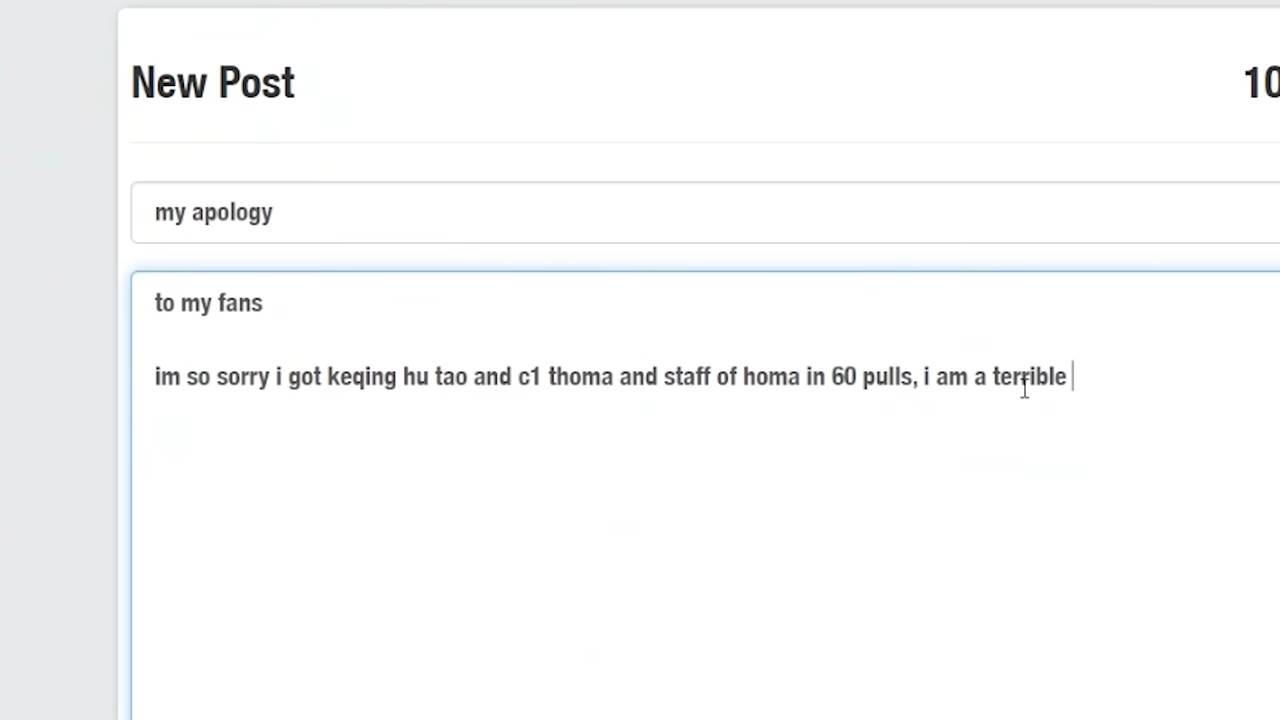 New Post
10
my apology
to my fans
im so sorry i got keqing hu tao and c1 thoma and staff of homa in 60 pulls, i am a terrible